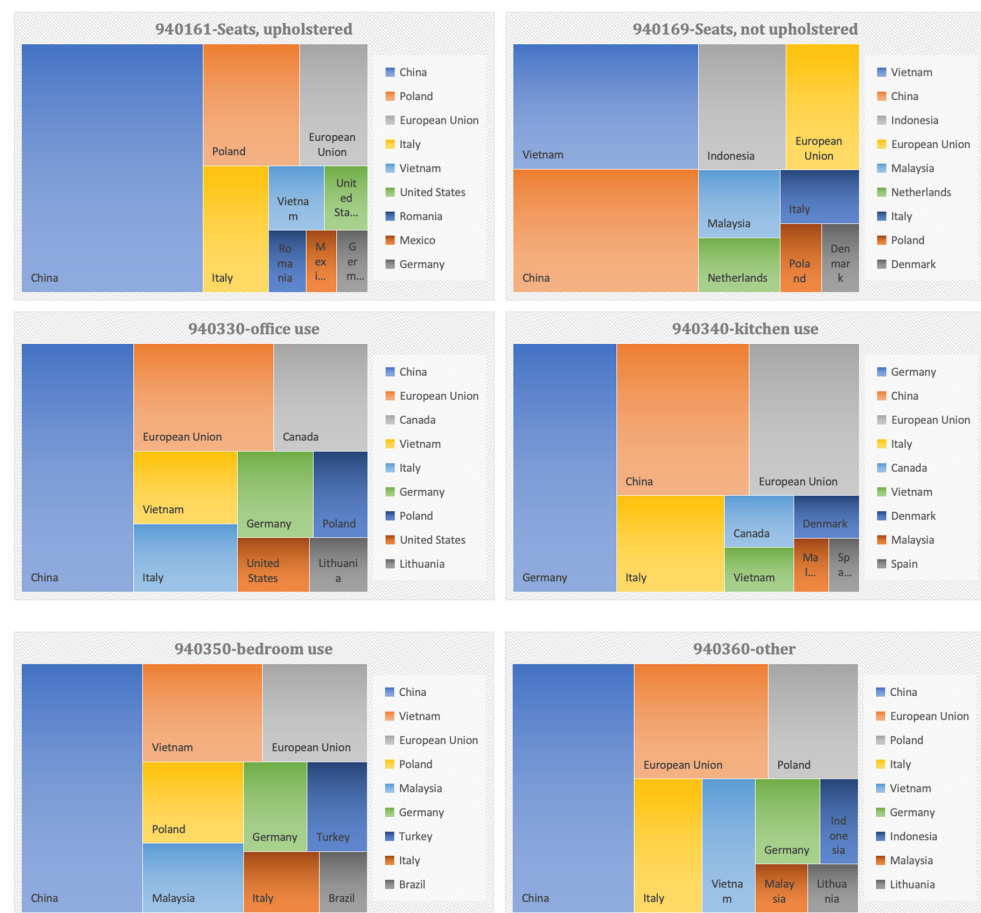 940161-Seats, upholstered
Poland
European
Union
China
Italy
Vietna
m
Unit
ed
Sta...
Ro
ma
nia
M
ex
i...
G
er
m...
China
Poland
European Union
Italy
Vietnam
United States
Romania
Mexico
Germany
940169-Seats, not upholstered
Vietnam
Indonesia
European
Union
China
Malaysia
Netherlands
Italy
Pola
nd
Den
mar
k
Vietnam
China
Indonesia
European Union
Malaysia
Netherlands
Italy
Poland
Denmark
940330-office use
China
European Union
Canada
Vietnam
Italy
Germany
Poland
United
States
Lithuani
a
China
European Union
Canada
Vietnam
Italy
Germany
Poland
United States
Lithuania
940340-kitchen use
Germany
China
European Union
Italy
Canada
Vietnam
Denmark
Ma
l...
Sp
a...
Germany
China
European Union
Italy
Canada
Vietnam
Denmark
Malaysia
Spain
940350-bedroom use
China
Vietnam
European Union
Poland
Malaysia
Germany
Turkey
Italy
Brazil
China
Vietnam
European Union
Poland
Malaysia
Germany
Turkey
Italy
Brazil
940360-other
China
European Union
Poland
Italy
Vietna
m
Germany
Ind
one
sia
Malay
sia
Lithua
nia
China
European Union
Poland
Italy
Vietnam
Germany
Indonesia
Malaysia
Lithuania